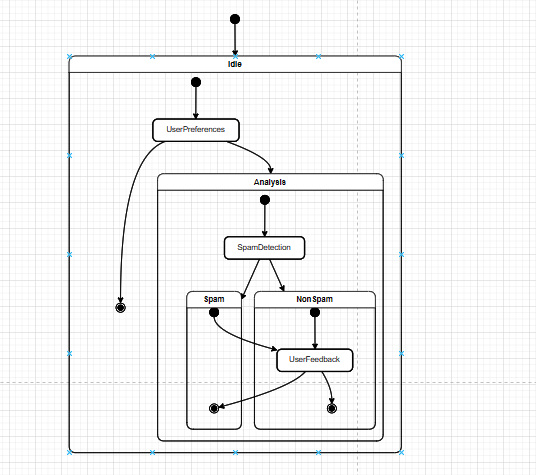 Idle
UserPreferences
Analysis
SpamDetection
Spam
NonSpam
UserFeedback